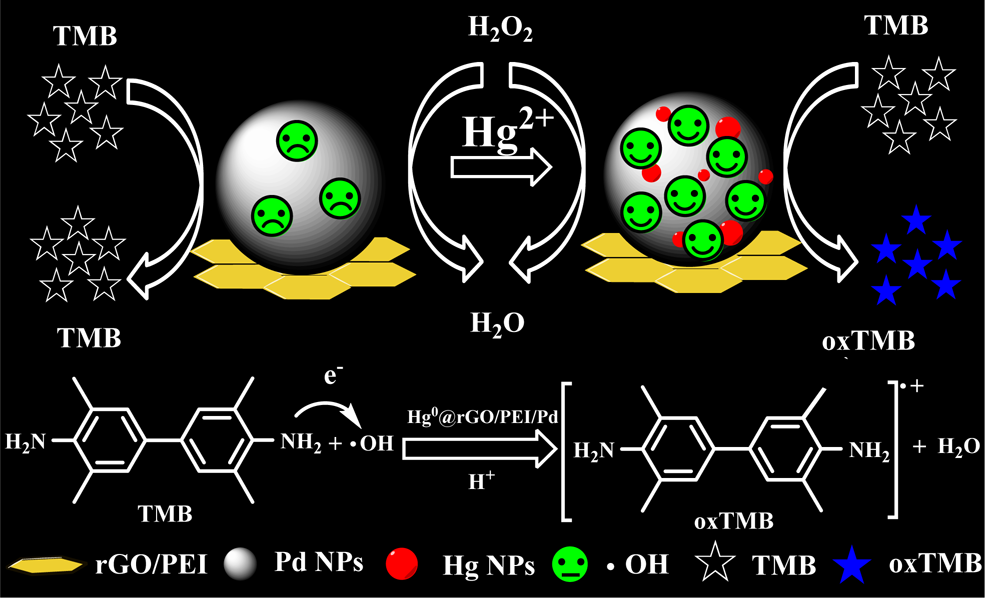 TMB
H₂O₂
TMB
Hg²⁺
TMB
H₂O
oxTMB
e⁻
H₂N
NH₂ + •OH
Hg⁰@rGO/PEI/Pd
H⁺
H₂N
NH₂
•+
+ H₂O
TMB
oxTMB
rGO/PEI
Pd NPs
Hg NPs
• OH
TMB
oxTMB